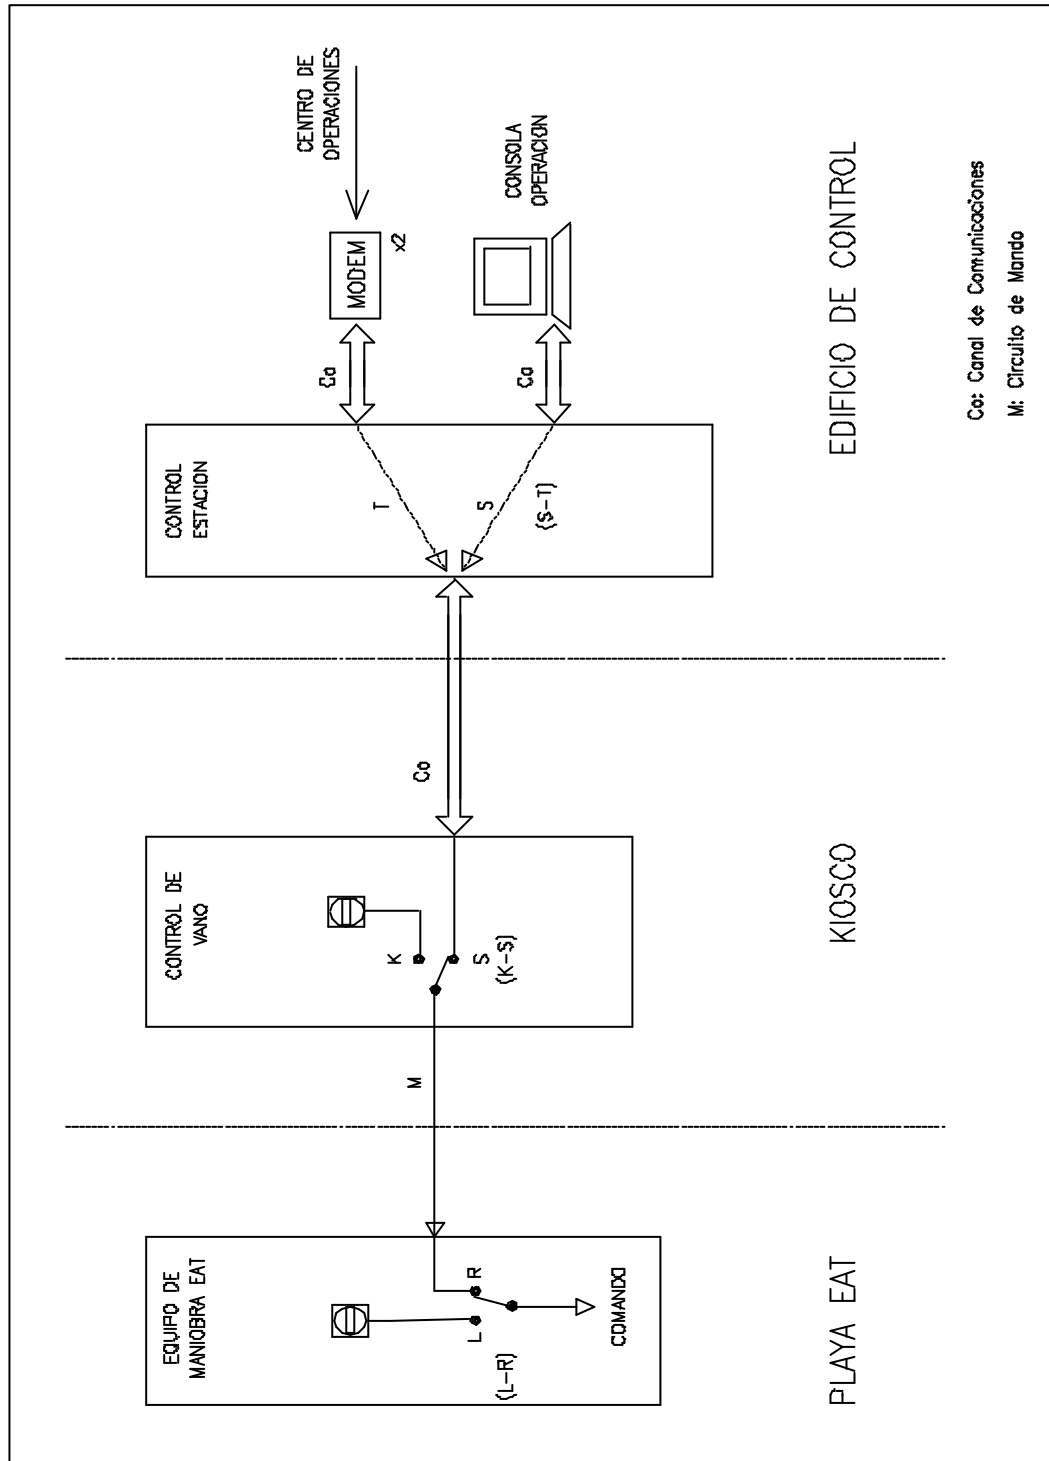 EQUIPO DE
MANIOBRA EAT
L
R
(L-R)
COMANDO
PLAYA EAT
M
CONTROL DE
VANO
K
S
(K-S)
KIOSCO
Co
CONTROL
ESTACION
T
S
(S-T)
Co
Co
MODEM
x2
CENTRO DE
OPERACIONES
CONSOLA
OPERACION
EDIFICIO DE CONTROL
Co: Canal de Comunicaciones
M: Circuito de Mando